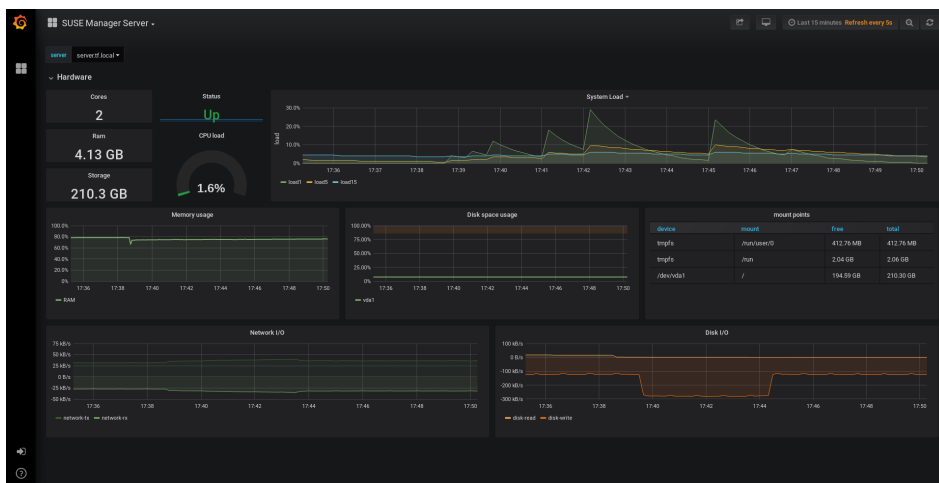 SUSE Manager Server
Last 15 minutes Refresh every 5s
server server.tf.local
Hardware
Cores
2
Ram
4.13 GB
Storage
210.3 GB
Status
Up
CPU load
1.6%
System Load
load
30.0%
20.0%
10.0%
0%
17:36 17:37 17:38 17:39 17:40 17:41 17:42 17:43 17:44 17:45 17:46 17:47 17:48 17:49 17:50
load1 load5 load15
Memory usage
100.0%
80.0%
60.0%
40.0%
20.0%
0%
17:36 17:38 17:40 17:42 17:44 17:46 17:48 17:50
RAM
Disk space usage
100.00%
75.00%
50.00%
25.00%
0%
17:36 17:38 17:40 17:42 17:44 17:46 17:48 17:50
vda1
mount points
device mount free total
tmpfs /run/user/0 412.76 MB 412.76 MB
tmpfs /run 2.04 GB 2.06 GB
/dev/vda1 / 194.59 GB 210.30 GB
Network I/O
75 kB/s
50 kB/s
25 kB/s
0 B/s
-25 kB/s
-50 kB/s
17:36 17:38 17:40 17:42 17:44 17:46 17:48 17:50
network-tx network-rx
Disk I/O
100 kB/s
0 B/s
-100 kB/s
-200 kB/s
-300 kB/s
17:36 17:38 17:40 17:42 17:44 17:46 17:48 17:50
disk-read disk-write